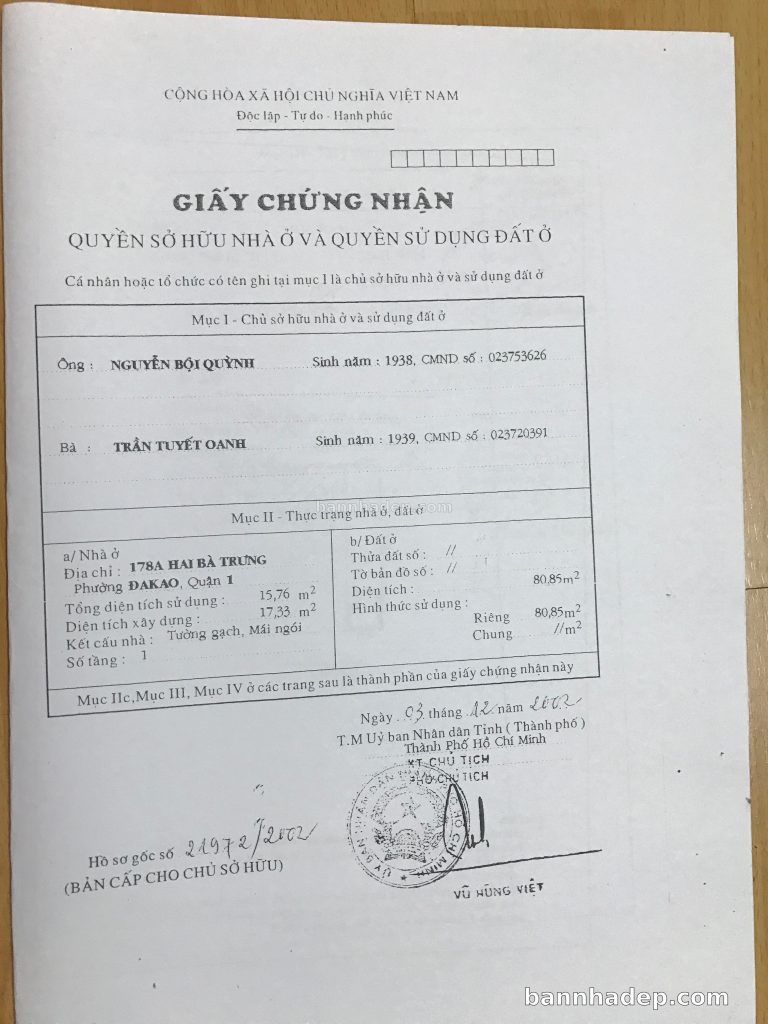 CỘNG HÒA XÃ HỘI CHỦ NGHĨA VIỆT NAM
Độc lập - Tự do - Hạnh phúc
GIẤY CHỨNG NHẬN
QUYỀN SỞ HỮU NHÀ Ở VÀ QUYỀN SỬ DỤNG ĐẤT Ở
Cá nhân hoặc tổ chức có tên ghi tại mục I là chủ sở hữu nhà ở và sử dụng đất ở
Mục I - Chủ sở hữu nhà ở và sử dụng đất ở
Ông : NGUYỄN BỘI QUỲNH Sinh năm : 1938, CMND số : 023753626
Bà : TRẦN TUYẾT OANH Sinh năm : 1939, CMND số : 023720391
bannhadep.com
Mục II - Thực trạng nhà ở, đất ở
a/ Nhà ở
Địa chỉ : 178A HAI BÀ TRƯNG
Phường ĐAKAO, Quận 1
Tổng diện tích sử dụng : 15,76 m2
Diện tích xây dựng : 17,33 m2
Kết cấu nhà : Tường gạch, Mái ngói
Số tầng : 1
b/ Đất ở
Thửa đất số : //
Tờ bản đồ số : //
Diện tích : 80,85m2
Hình thức sử dụng :
Riêng 80,85m2
Chung //m2
Mục IIc,Mục III, Mục IV ở các trang sau là thành phần của giấy chứng nhận này
Ngày 03 tháng 12 năm 2002
T.M Uỷ ban Nhân dân Tỉnh ( Thành phố )
Thành Phố Hồ Chí Minh
KT CHỦ TỊCH
PHÓ CHỦ TỊCH
ỦY BAN NHÂN DÂN HỒ CHÍ MINH
VŨ HÙNG VIỆT
Hồ sơ gốc số 21972/2002
(BẢN CẤP CHO CHỦ SỞ HỮU)
bannhadep.com